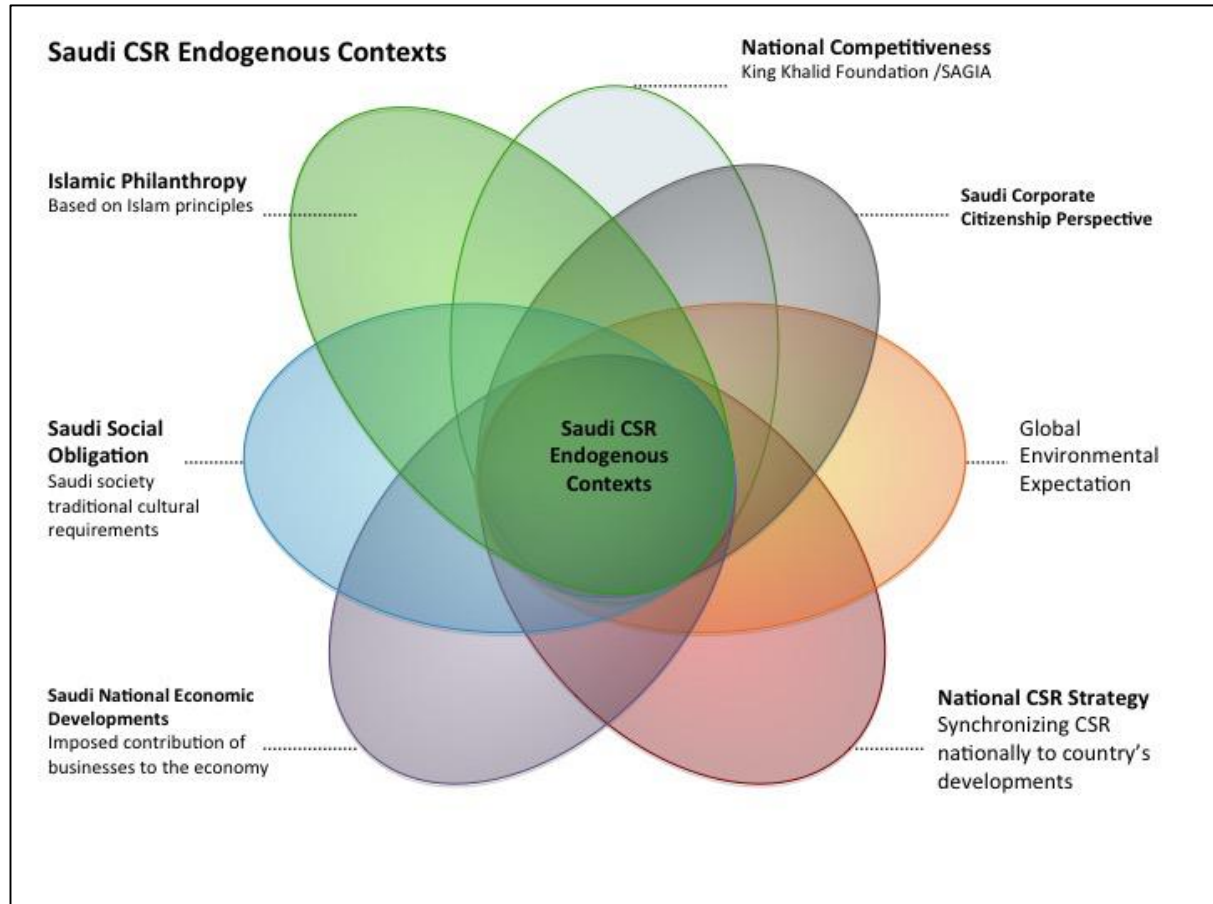 Saudi CSR Endogenous Contexts
National Competitiveness
King Khalid Foundation /SAGIA
Islamic Philanthropy
Based on Islam principles
Saudi Corporate
Citizenship Perspective
Saudi Social
Obligation
Saudi society
traditional cultural
requirements
Saudi CSR
Endogenous
Contexts
Global
Environmental
Expectation
Saudi National Economic
Developments
Imposed contribution of
businesses to the economy
National CSR Strategy
Synchronizing CSR
nationally to country's
developments